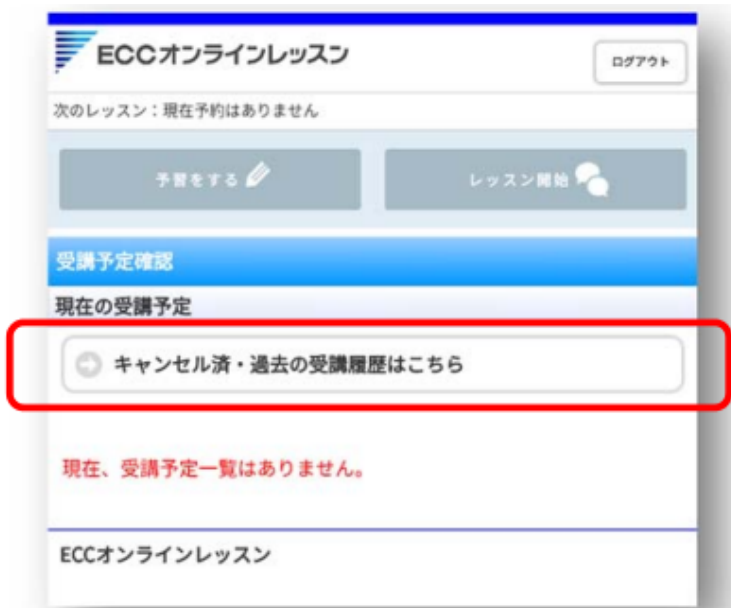 ECCオンラインレッスン
ログアウト
次のレッスン：現在予約はありません
予習をする
レッスン開始
受講予定確認
現在の受講予定
キャンセル済・過去の受講履歴はこちら
現在、受講予定一覧はありません。
ECCオンラインレッスン